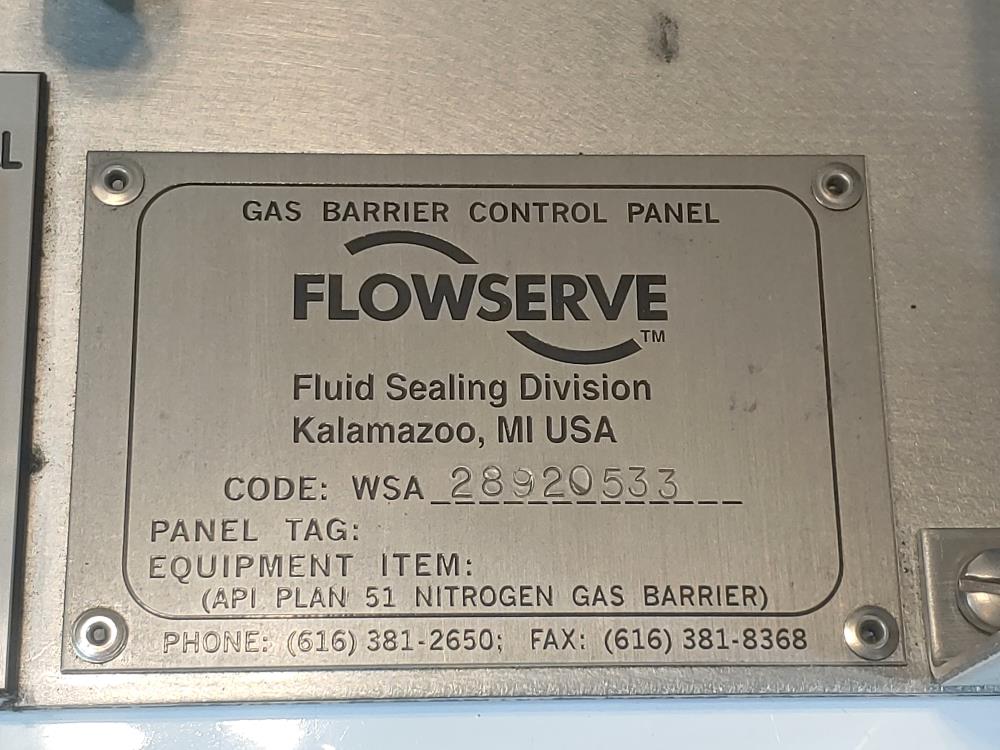 L
GAS BARRIER CONTROL PANEL
FLOWSERVE
TM
Fluid Sealing Division
Kalamazoo, MI USA
CODE: WSA 28920533
PANEL TAG:
EQUIPMENT ITEM:
(API PLAN 51 NITROGEN GAS BARRIER)
PHONE: (616) 381-2650; FAX: (616) 381-8368